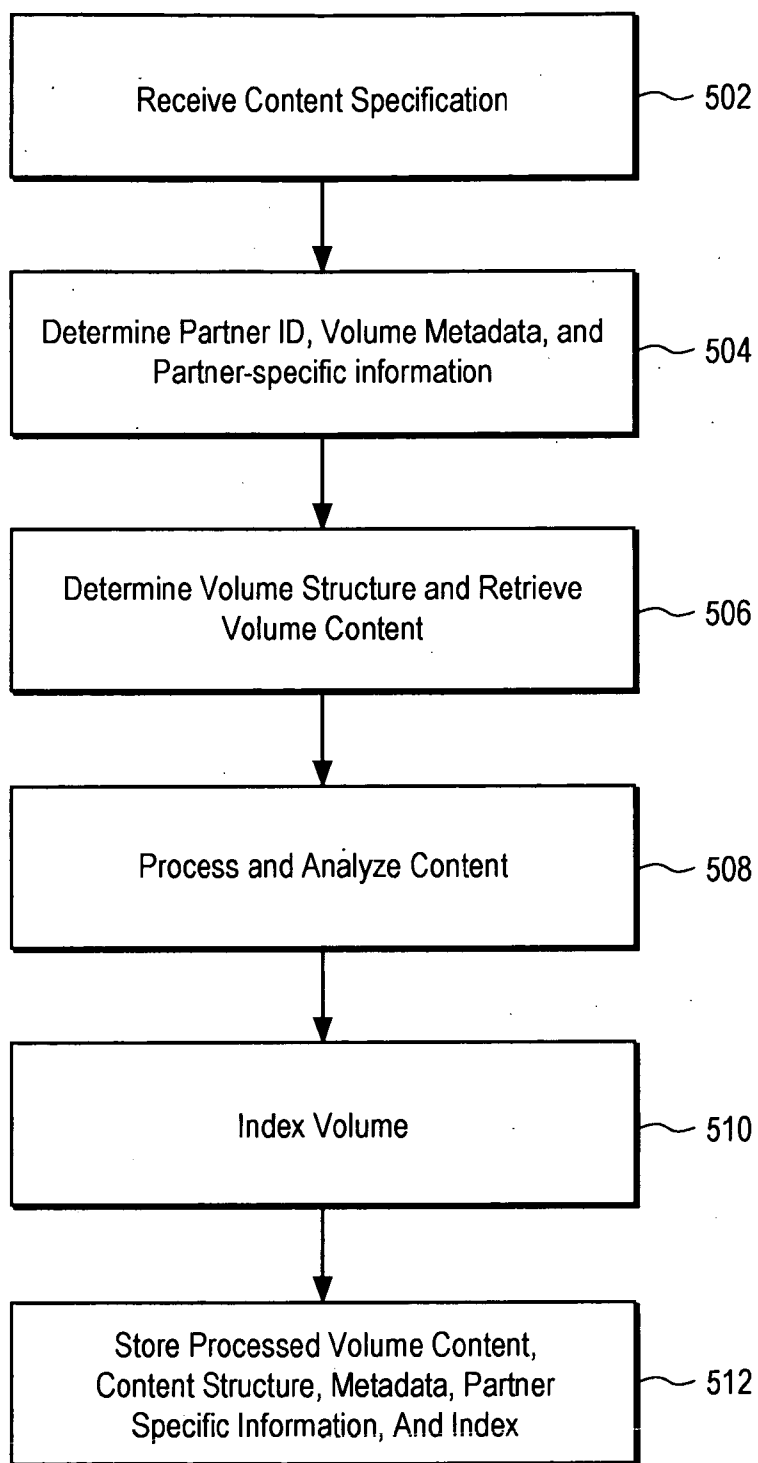 Receive Content Specification
502
Determine Partner ID, Volume Metadata, and
Partner-specific information
504
Determine Volume Structure and Retrieve
Volume Content
506
Process and Analyze Content
508
Index Volume
510
Store Processed Volume Content,
Content Structure, Metadata, Partner
Specific Information, And Index
512